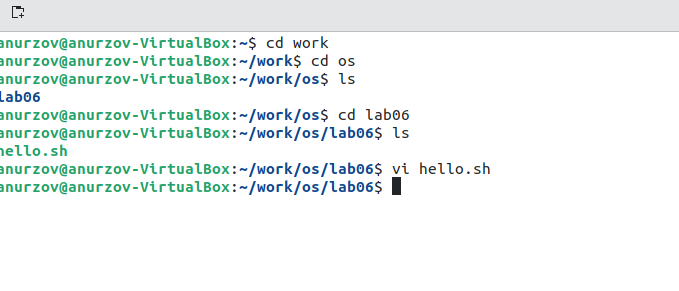 anurzov@anurzov-VirtualBox:~$ cd work
anurzov@anurzov-VirtualBox:~/work$ cd os
anurzov@anurzov-VirtualBox:~/work/os$ ls
lab06
anurzov@anurzov-VirtualBox:~/work/os$ cd lab06
anurzov@anurzov-VirtualBox:~/work/os/lab06$ ls
hello.sh
anurzov@anurzov-VirtualBox:~/work/os/lab06$ vi hello.sh
anurzov@anurzov-VirtualBox:~/work/os/lab06$